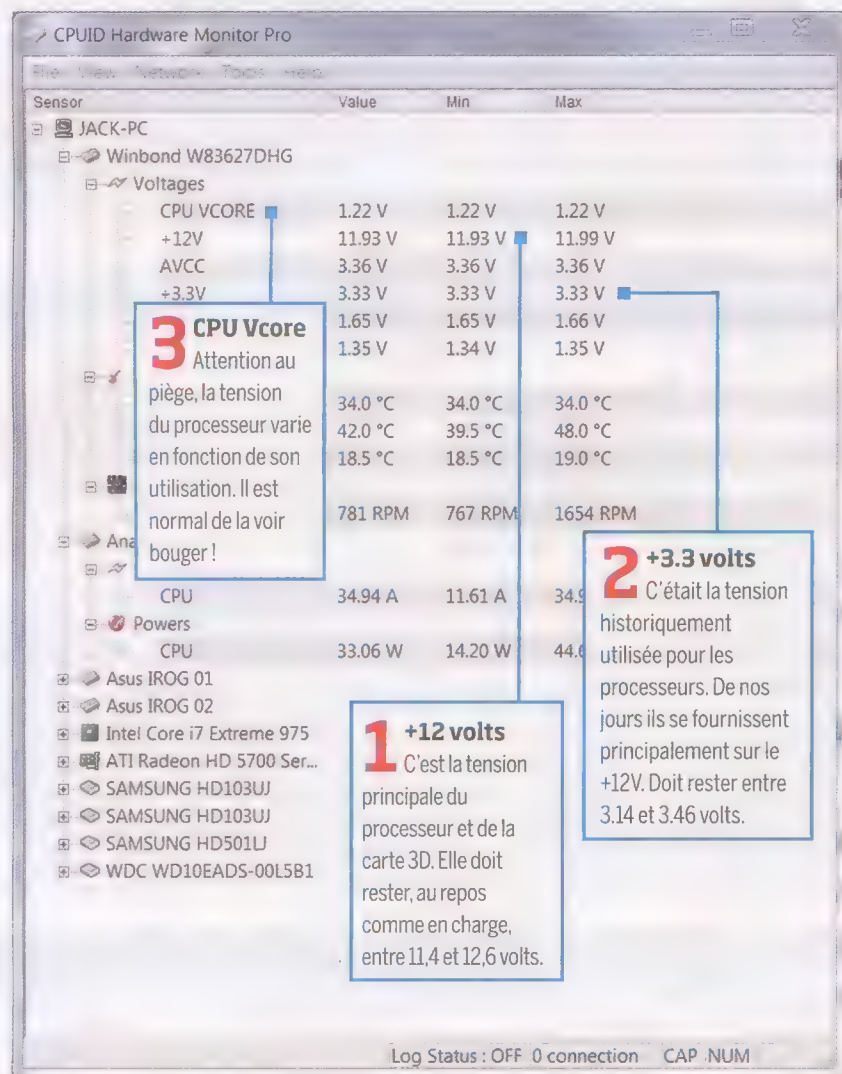 CPUID Hardware Monitor Pro
File View Network Tools Help
Sensor Value Min Max
JACK-PC
Winbond W83627DHG
Voltages
CPU VCORE 1.22 V 1.22 V 1.22 V
+12V 11.93 V 11.93 V 11.99 V
AVCC 3.36 V 3.36 V 3.36 V
+3.3V 3.33 V 3.33 V 3.33 V
1.65 V 1.65 V 1.66 V
1.35 V 1.34 V 1.35 V
34.0 °C 34.0 °C 34.0 °C
42.0 °C 39.5 °C 48.0 °C
18.5 °C 18.5 °C 19.0 °C
781 RPM 767 RPM 1654 RPM
CPU 34.94 A 11.61 A
Powers
CPU 33.06 W 14.20 W
Asus IROG 01
Asus IROG 02
Intel Core i7 Extreme 975
ATI Radeon HD 5700 Ser...
SAMSUNG HD103UJ
SAMSUNG HD103UJ
SAMSUNG HD501LJ
WDC WD10EADS-00L5B1
3 CPU Vcore
Attention au
piège, la tension
du processeur varie
en fonction de son
utilisation. Il est
normal de la voir
bouger !
2 +3.3 volts
C'était la tension
historiquement
utilisée pour les
processeurs. De nos
jours ils se fournissent
principalement sur le
+12V. Doit rester entre
3.14 et 3.46 volts.
1 +12 volts
C'est la tension
principale du
processeur et de la
carte 3D. Elle doit
rester, au repos
comme en charge,
entre 11,4 et 12,6 volts.
Log Status : OFF 0 connection CAP NUM